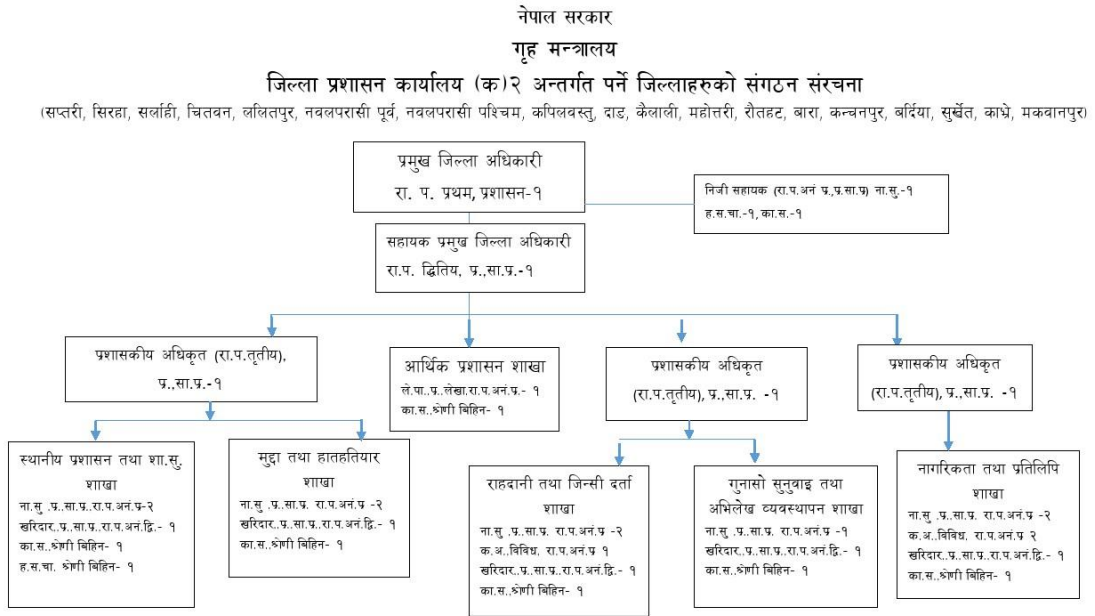 नेपाल सरकार
गृह मन्त्रालय
जिल्ला प्रशासन कार्यालय (क)२ अन्तर्गत पर्ने जिल्लाहरुको संगठन संरचना
(सप्तरी, सिरहा, सर्लाही, चितवन, ललितपुर, नवलपरासी पूर्व, नवलपरासी पश्चिम, कपिलवस्तु, दाङ, कैलाली, महोत्तरी, रौतहट, बारा, कन्चनपुर, बर्दिया, सुर्खेत, काभ्रे, मकवानपुर)
प्रमुख जिल्ला अधिकारी
रा. प. प्रथम, प्रशासन-१
निजी सहायक (रा.प.अनं प्र.,प्र.सा.प्र) ना.सु.-१
ह.स.चा.-१, का.स.-१
सहायक प्रमुख जिल्ला अधिकारी
रा.प. द्धितिय, प्र.,सा.प्र.-१
प्रशासकीय अधिकृत (रा.प.तृतीय),
प्र.,सा.प्र.-१
आर्थिक प्रशासन शाखा
ले.पा..प्र..लेखा.रा.प.अनं.प्र.- १
का.स..श्रेणी बिहिन- १
प्रशासकीय अधिकृत
(रा.प.तृतीय), प्र.,सा.प्र. -१
प्रशासकीय अधिकृत
(रा.प.तृतीय), प्र.,सा.प्र. -१
स्थानीय प्रशासन तथा शा.सु.
शाखा
ना.सु .प्र..सा.प्र..रा.प.अनं.प्र-२
खरिदार..प्र..सा.प्र..रा.प.अनं.द्वि.- १
का.स..श्रेणी बिहिन- १
ह.स.चा. श्रेणी बिहिन- १
मुद्दा तथा हातहतियार
शाखा
ना.सु .प्र..सा.प्र. रा.प.अनं.प्र -२
खरिदार..प्र..सा.प्र..रा.प.अनं.द्वि.- १
का.स..श्रेणी बिहिन- १
राहदानी तथा जिन्सी दर्ता
शाखा
ना.सु .प्र..सा.प्र. रा.प.अनं.प्र -२
क.अ..विविध. रा.प.अनं.प्र १
खरिदार..प्र..सा.प्र..रा.प.अनं.द्वि.- १
का.स..श्रेणी बिहिन- १
गुनासो सुनुवाइ तथा
अभिलेख व्यवस्थापन शाखा
ना.सु .प्र..सा.प्र. रा.प.अनं.प्र -१
खरिदार..प्र..सा.प्र..रा.प.अनं.द्वि.- १
का.स..श्रेणी बिहिन- १
नागरिकता तथा प्रतिलिपि
शाखा
ना.सु .प्र..सा.प्र. रा.प.अनं.प्र -२
क.अ..विविध. रा.प.अनं.प्र २
खरिदार..प्र..सा.प्र..रा.प.अनं.द्वि.- १
का.स..श्रेणी बिहिन- १